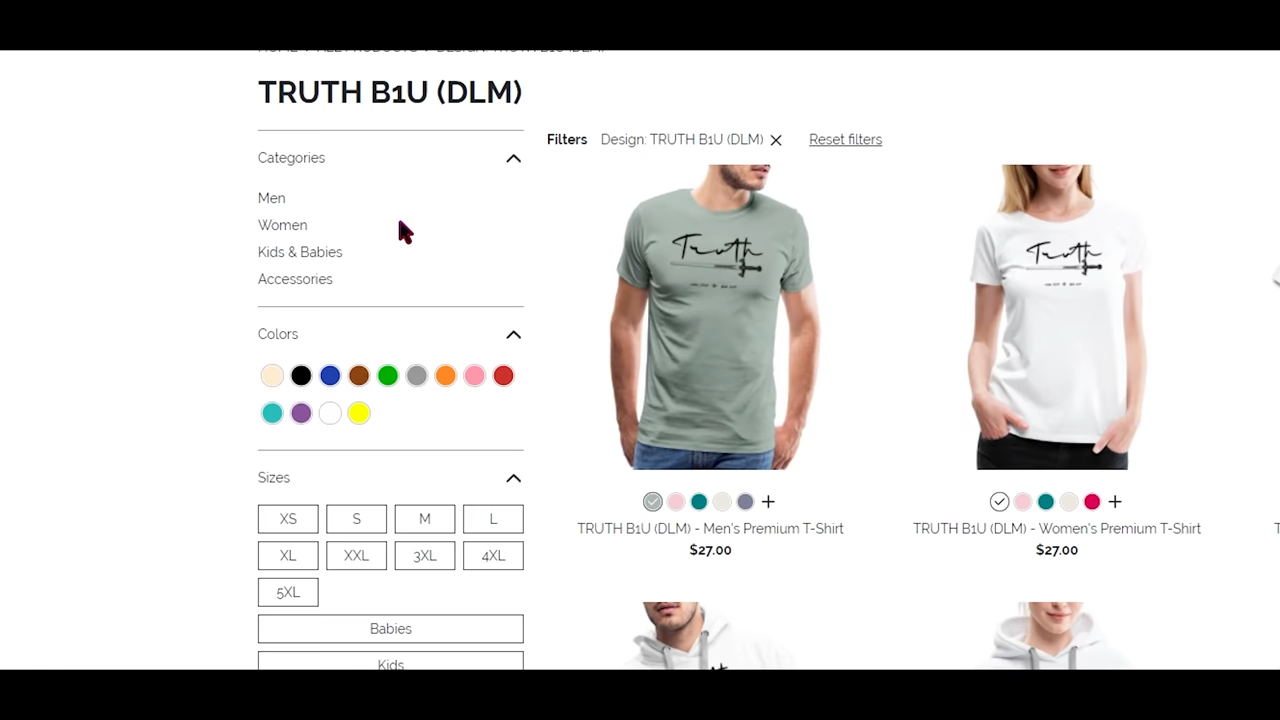 TRUTH B1U (DLM)
Categories
Men
Women
Kids & Babies
Accessories
Colors
Sizes
XS S M L
XL XXL 3XL 4XL
5XL
Babies
Kids
Filters Design: TRUTH B1U (DLM) Reset filters
Truth
Truth
TRUTH B1U (DLM) - Men's Premium T-Shirt
$27.00
TRUTH B1U (DLM) - Women's Premium T-Shirt
$27.00